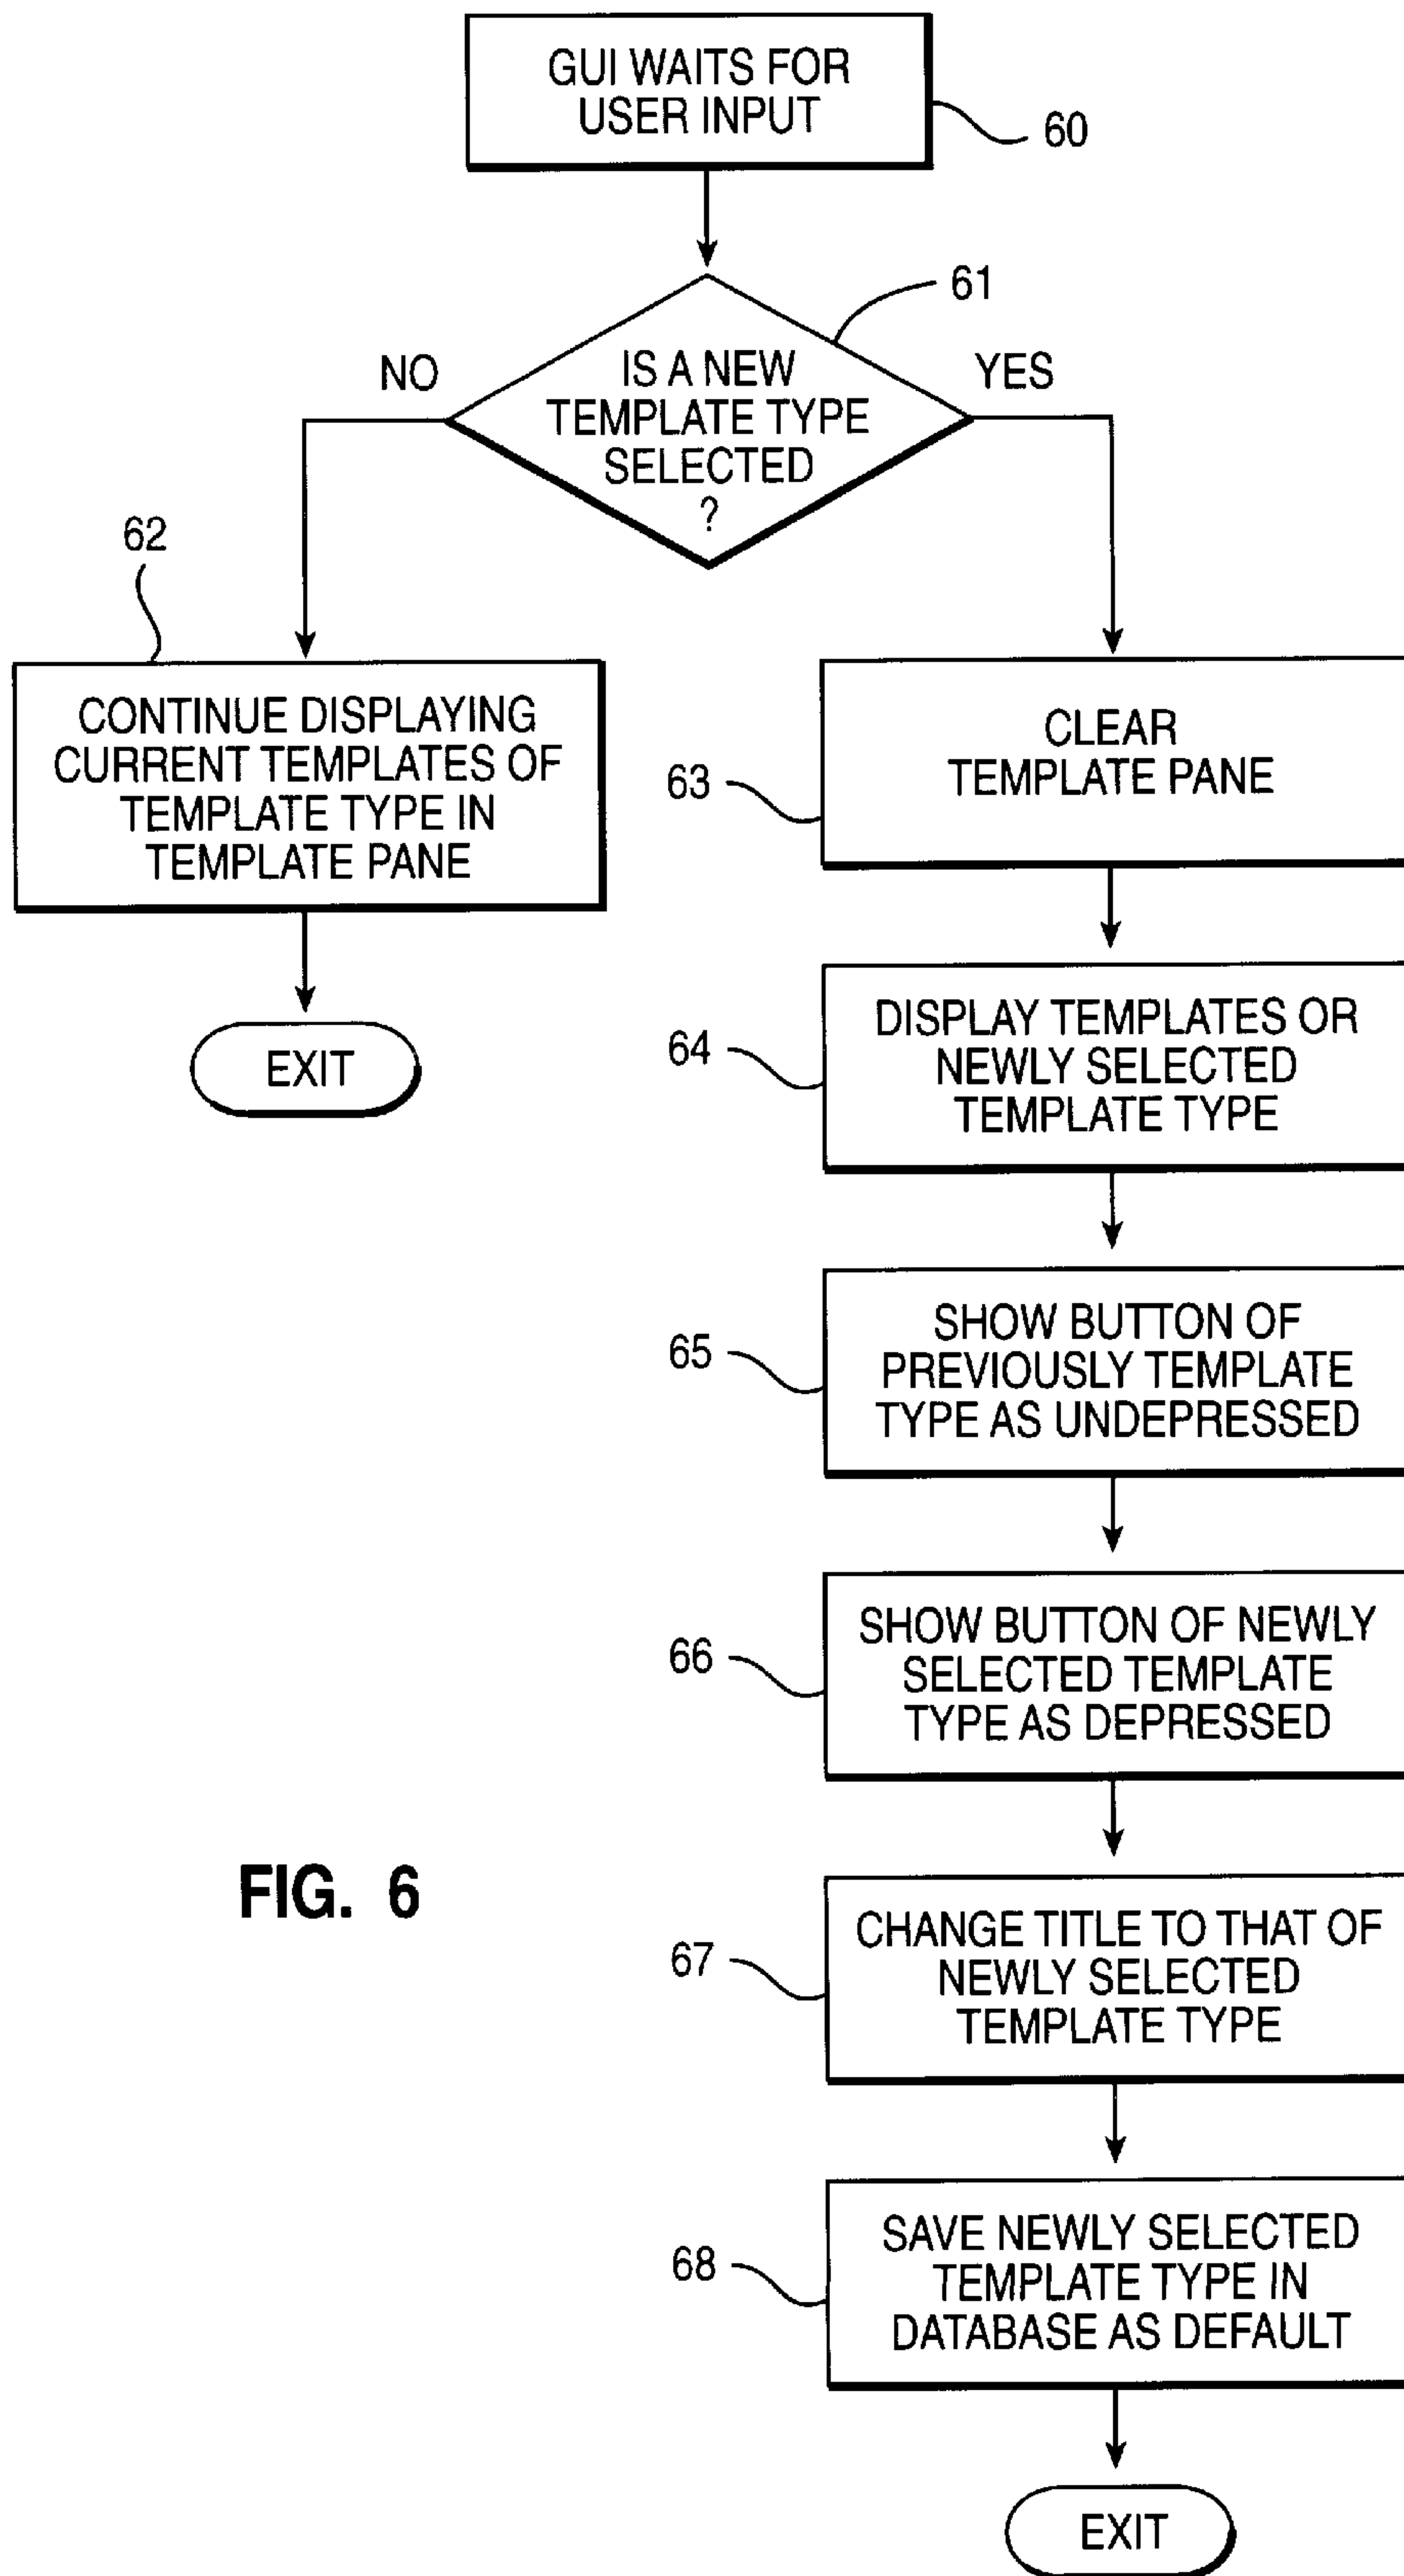 GUI WAITS FOR
USER INPUT
60
61
NO
YES
IS A NEW
TEMPLATE TYPE
SELECTED
?
62
CONTINUE DISPLAYING
CURRENT TEMPLATES OF
TEMPLATE TYPE IN
TEMPLATE PANE
EXIT
63
CLEAR
TEMPLATE PANE
64
DISPLAY TEMPLATES OR
NEWLY SELECTED
TEMPLATE TYPE
65
SHOW BUTTON OF
PREVIOUSLY TEMPLATE
TYPE AS UNDEPRESSED
66
SHOW BUTTON OF NEWLY
SELECTED TEMPLATE
TYPE AS DEPRESSED
FIG. 6
67
CHANGE TITLE TO THAT OF
NEWLY SELECTED
TEMPLATE TYPE
68
SAVE NEWLY SELECTED
TEMPLATE TYPE IN
DATABASE AS DEFAULT
EXIT